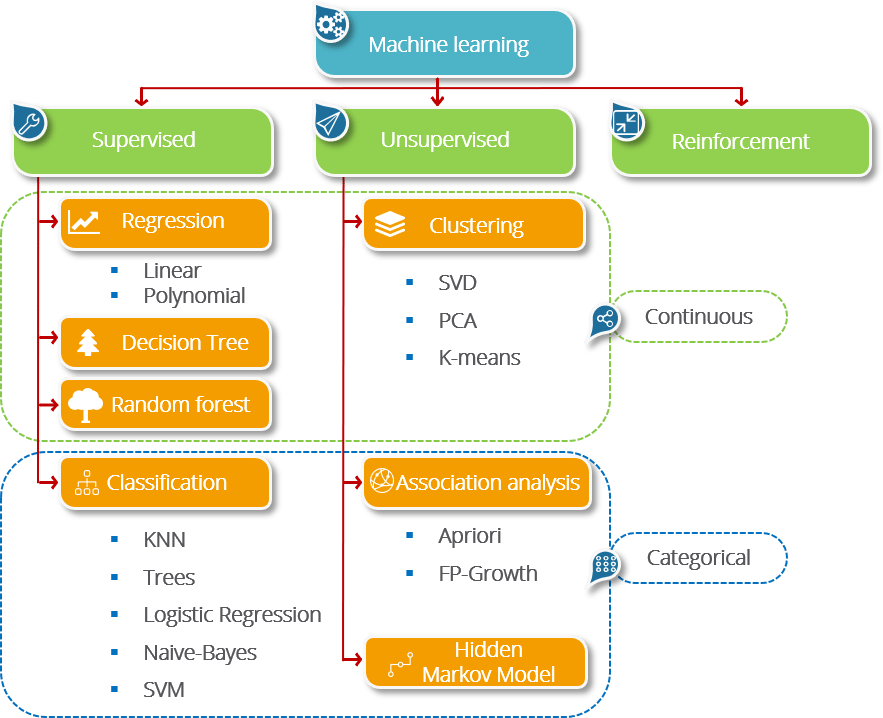 Machine learning
Supervised
Unsupervised
Reinforcement
Regression
Linear
Polynomial
Decision Tree
Random forest
Clustering
SVD
PCA
K-means
Continuous
Classification
KNN
Trees
Logistic Regression
Naive-Bayes
SVM
Association analysis
Apriori
FP-Growth
Hidden
Markov Model
Categorical